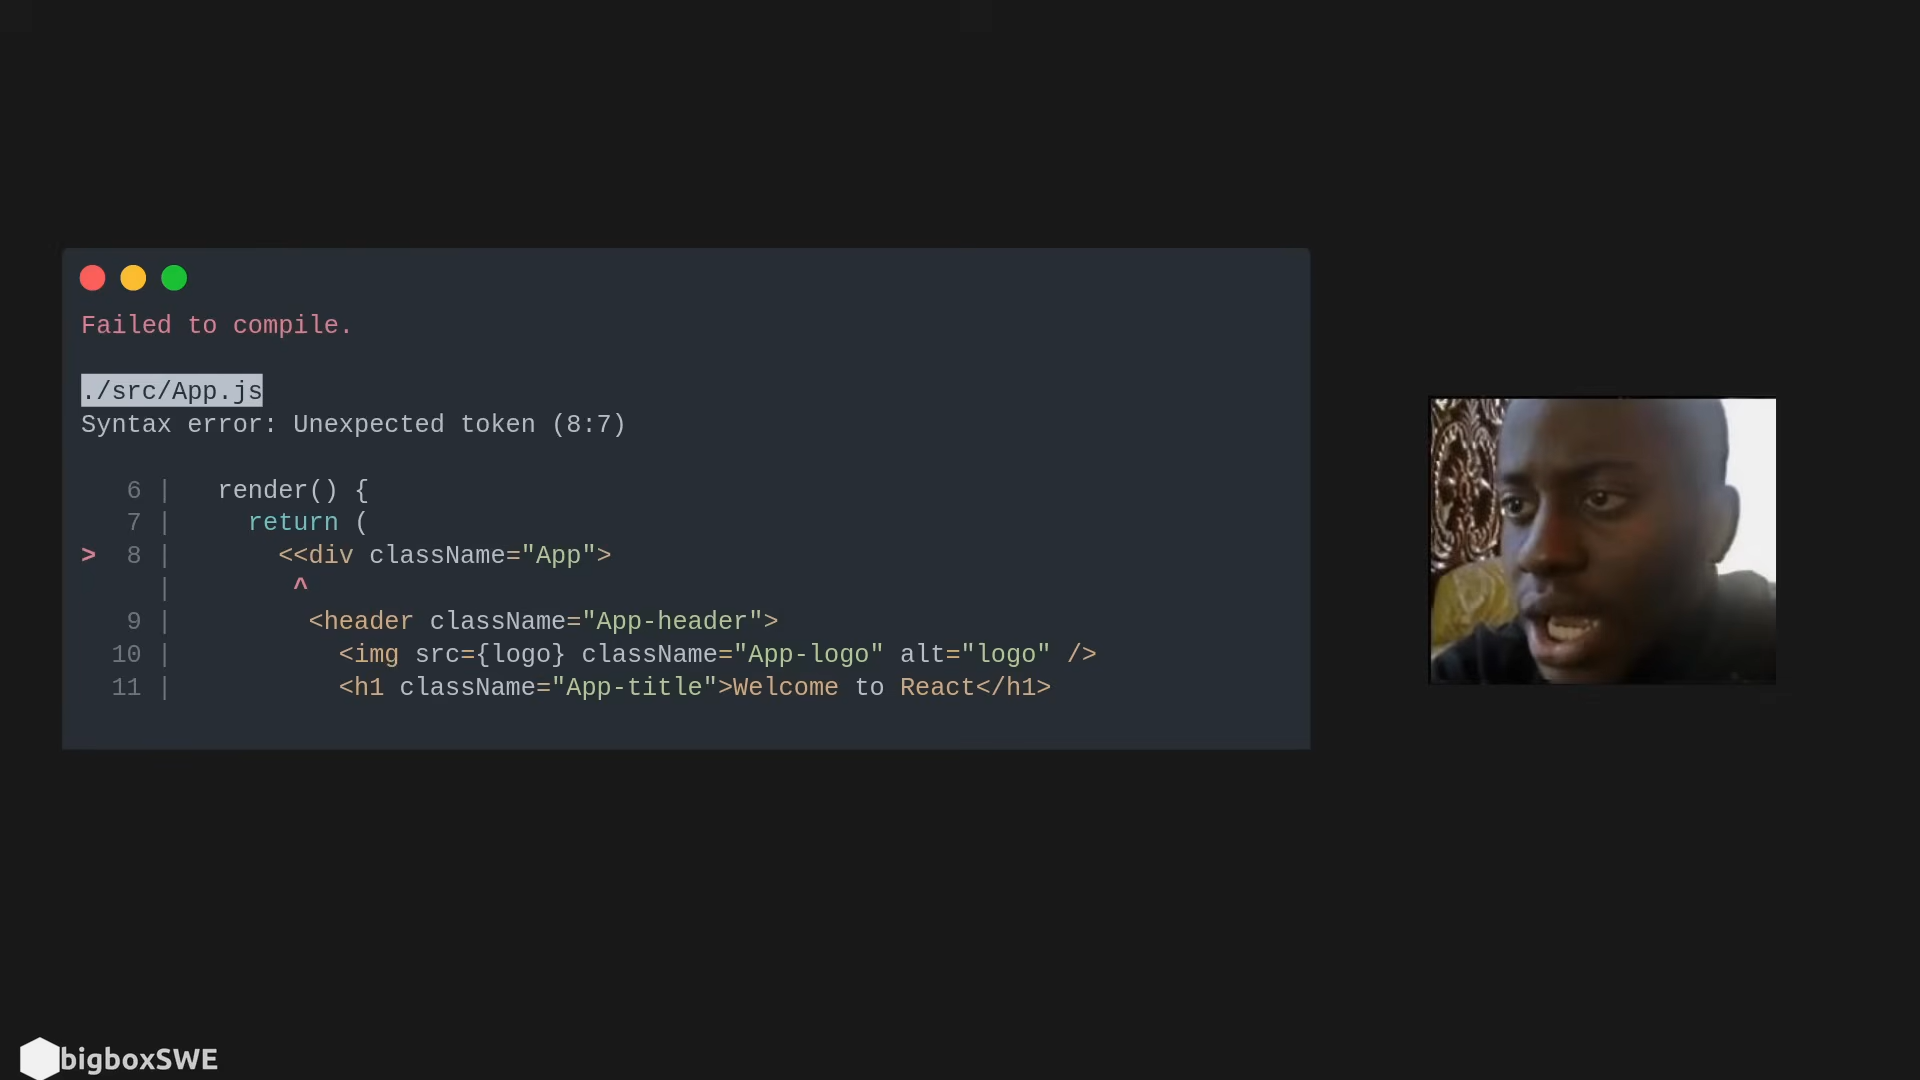 Failed to compile.
./src/App.js
Syntax error: Unexpected token (8:7)
6 |   render() {
7 |     return (
> 8 |       <<div className="App">
|        ^
9 |         <header className="App-header">
10 |           <img src={logo} className="App-logo" alt="logo" />
11 |           <h1 className="App-title">Welcome to React</h1>
bigboxSWE